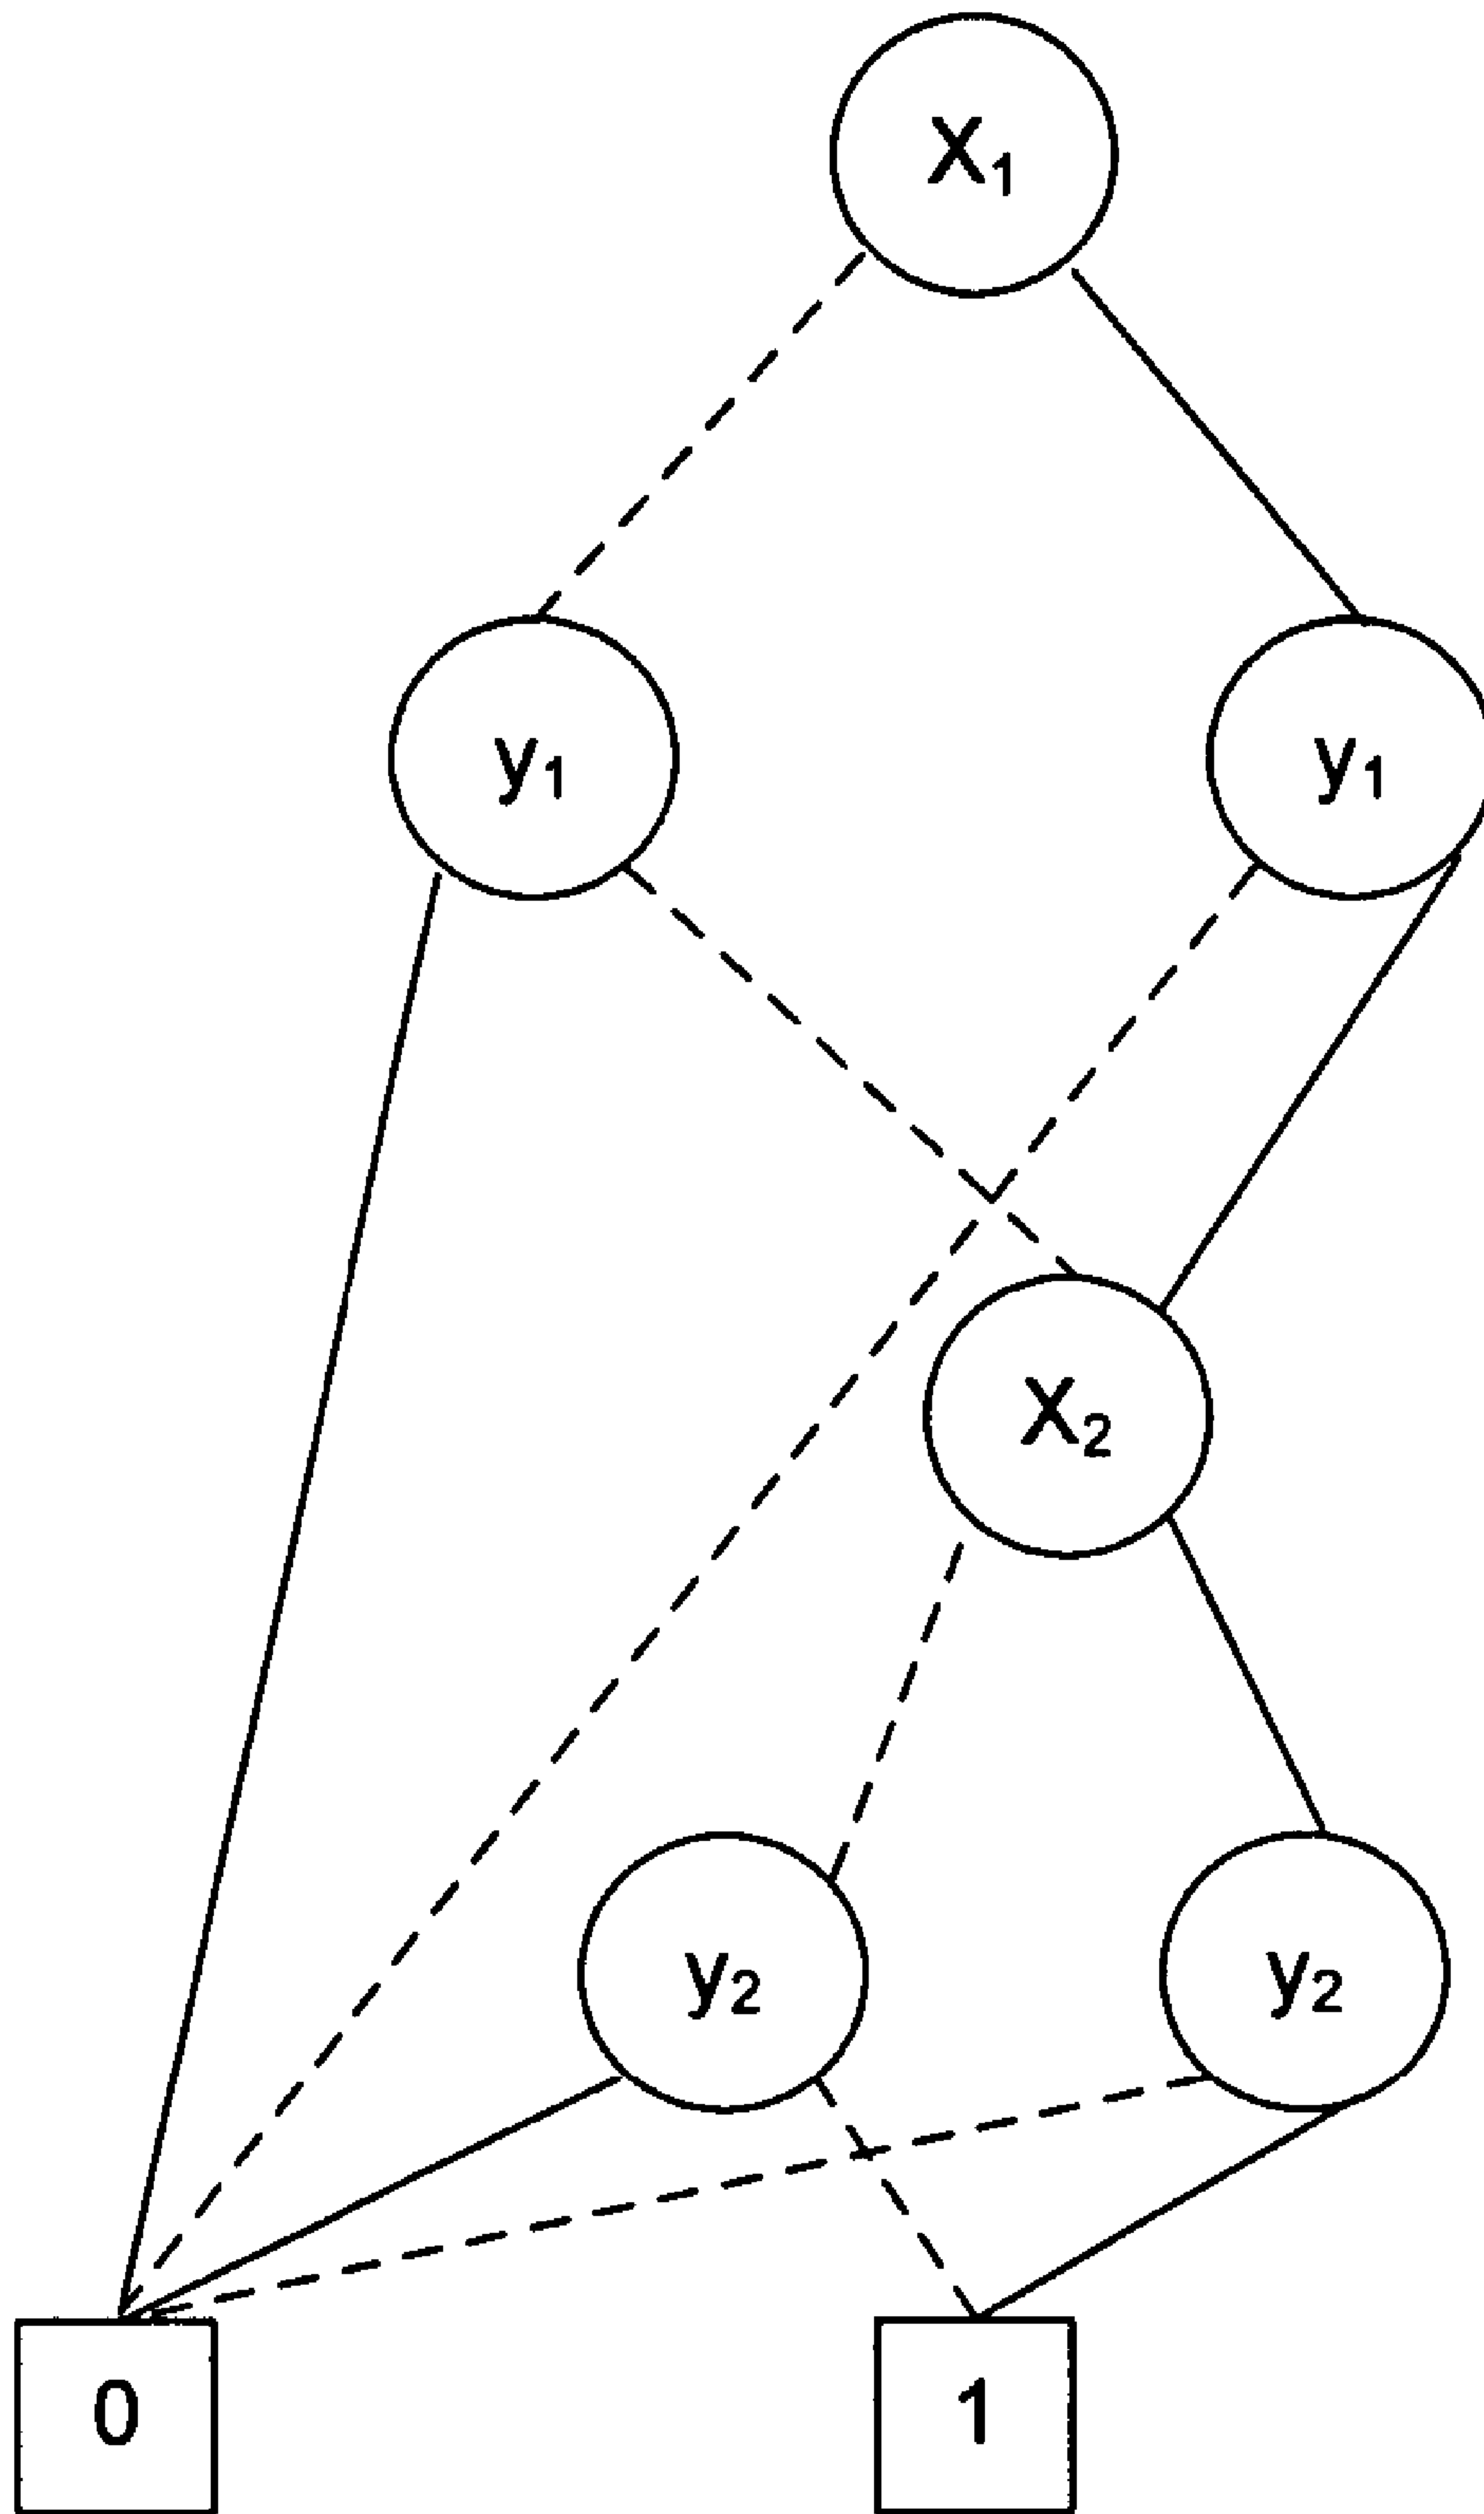 X₁
y₁ y₁
X₂
y₂ y₂
0 1